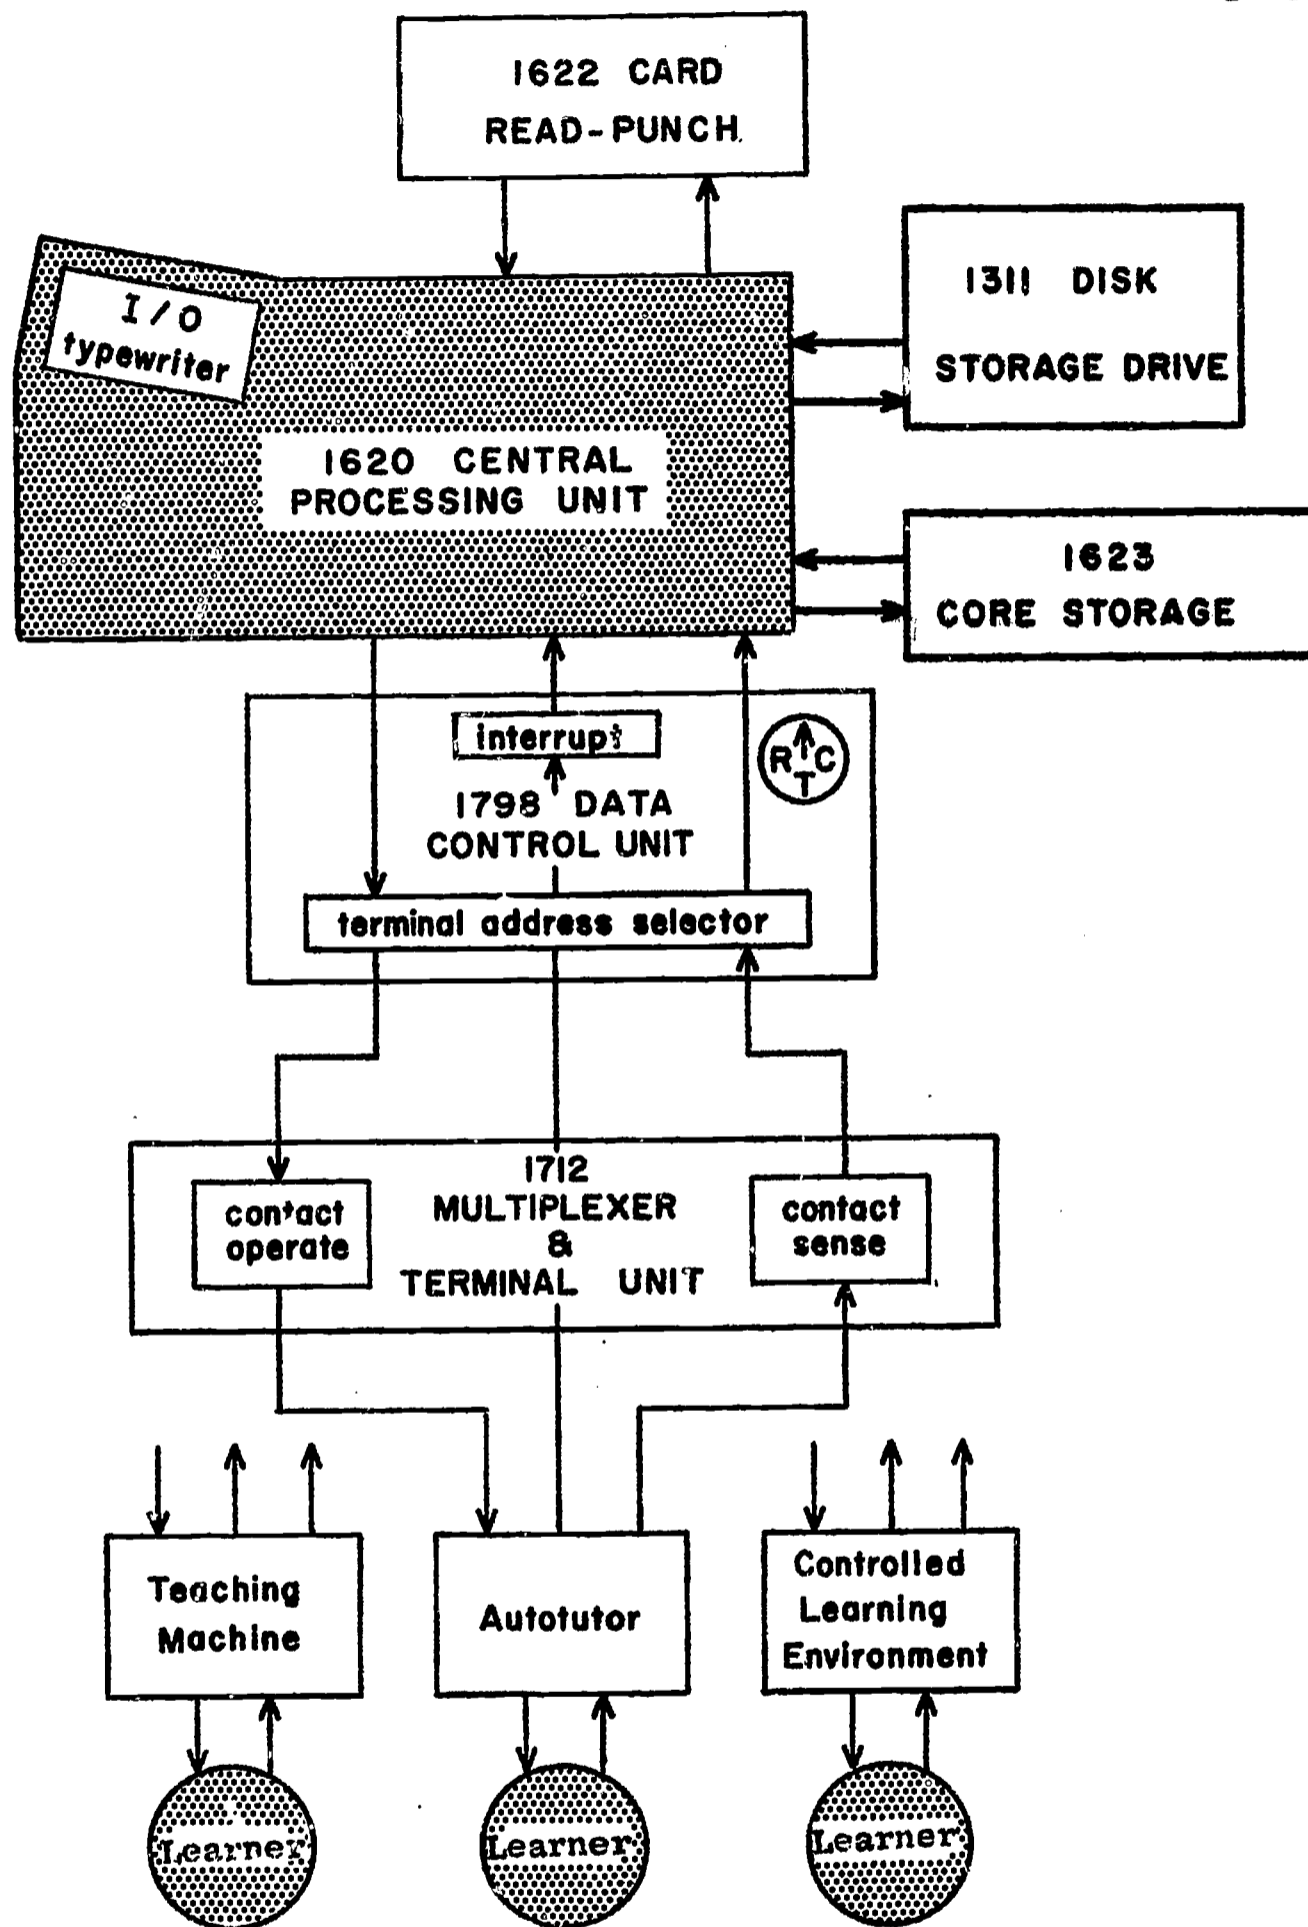 1622 CARD
READ-PUNCH
I/O
typewriter
1311 DISK
STORAGE DRIVE
1620 CENTRAL
PROCESSING UNIT
1623
CORE STORAGE
interrupt
RTC
1798 DATA
CONTROL UNIT
terminal address selector
1712
MULTIPLEXER
&
TERMINAL UNIT
contact
operate
contact
sense
Teaching
Machine
Autotutor
Controlled
Learning
Environment
Learner
Learner
Learner